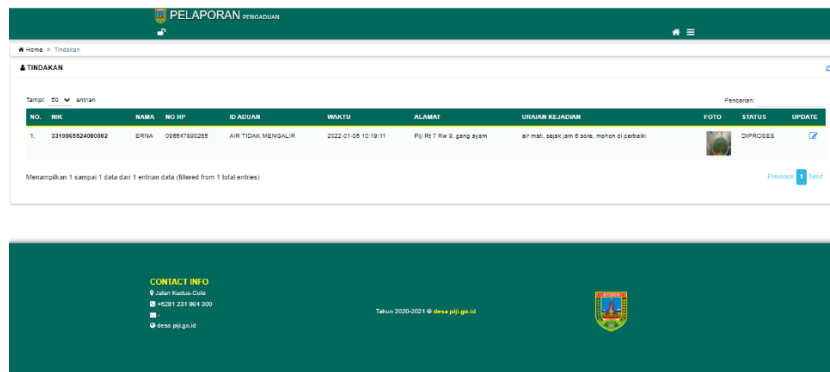 PELAPORAN PENGADUAN
Home > Tindakan
TINDAKAN
Tampil 50 entrian
Pencarian:
NO. NIK NAMA NO HP ID ADUAN WAKTU ALAMAT URAIAN KEJADIAN FOTO STATUS UPDATE
1. ERNA AIR TIDAK MENGALIR 2022-01-05 10:19:11 Piji Rt 7 Rw 9, gang ayam air mati, sejak jam 6 sore, mohon di perbaiki DIPROSES
Menampilkan 1 sampai 1 data dari 1 entrian data (filtered from 1 total entries)
Previous 1 Next
CONTACT INFO
Jalan Kudus-Colo
+6281 231 664 300
-
desa piji.go.id
Tahun 2020-2021 © desa piji.go.id